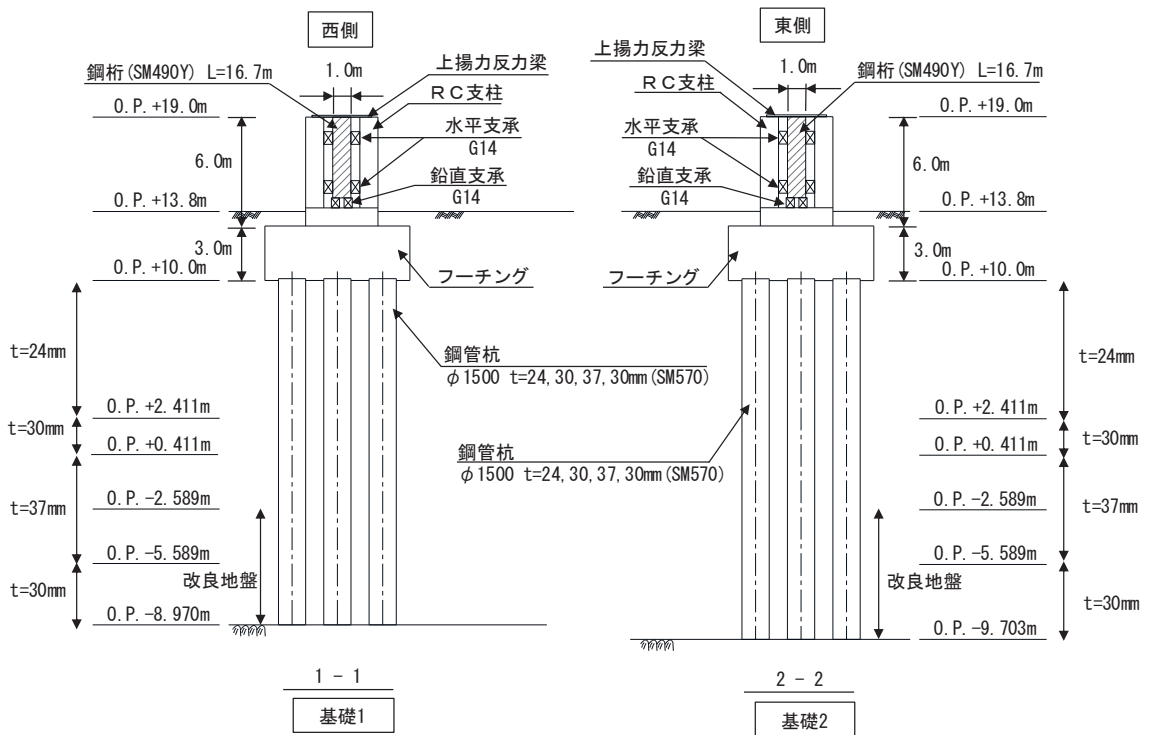 西側
鋼桁(SM490Y) L=16.7m
1.0m
上揚力反力梁
RC支柱
O.P.+19.0m
水平支承
G14
6.0m
鉛直支承
G14
O.P.+13.8m
3.0m
O.P.+10.0m
フーチング
t=24mm
鋼管杭
φ1500 t=24,30,37,30mm(SM570)
O.P.+2.411m
t=30mm
O.P.+0.411m
O.P.-2.589m
t=37mm
O.P.-5.589m
改良地盤
t=30mm
O.P.-8.970m
1 - 1
基礎1
東側
上揚力反力梁
1.0m
鋼桁(SM490Y) L=16.7m
RC支柱
O.P.+19.0m
水平支承
G14
6.0m
鉛直支承
G14
O.P.+13.8m
3.0m
フーチング
O.P.+10.0m
t=24mm
O.P.+2.411m
t=30mm
O.P.+0.411m
鋼管杭
φ1500 t=24,30,37,30mm(SM570)
O.P.-2.589m
t=37mm
O.P.-5.589m
改良地盤
t=30mm
O.P.-9.703m
2 - 2
基礎2